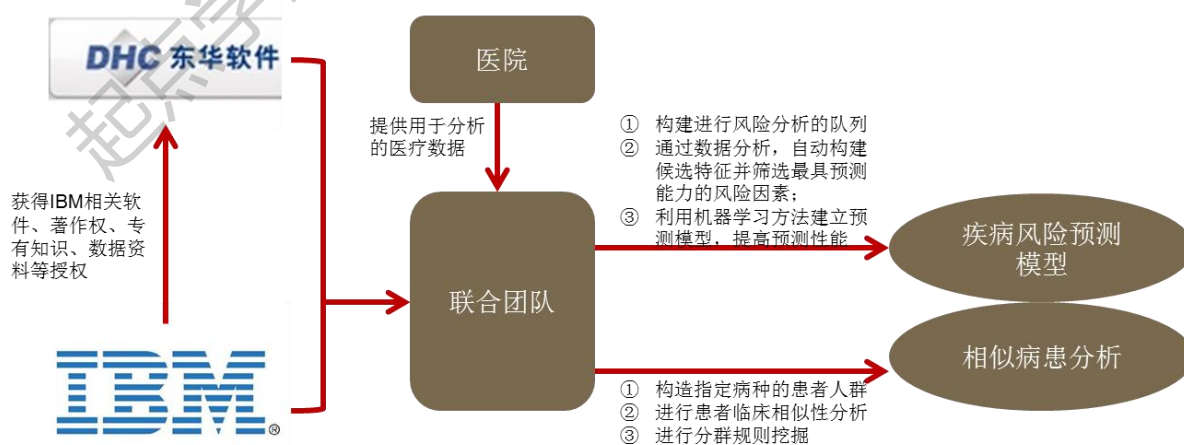 DHC 东华软件
医院
提供用于分析
的医疗数据
① 构建进行风险分析的队列
② 通过数据分析，自动构建
候选特征并筛选最具预测
能力的风险因素；
③ 利用机器学习方法建立预
测模型，提高预测性能
获得IBM相关软
件、著作权、专
有知识、数据资
料等授权
联合团队
疾病风险预测
模型
相似病患分析
IBM®
① 构造指定病种的患者人群
② 进行患者临床相似性分析
③ 进行分群规则挖掘
起点学